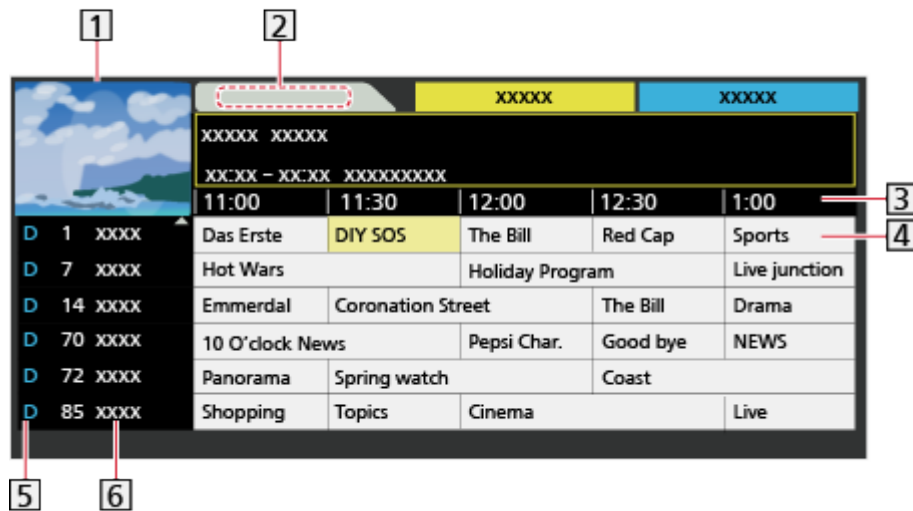 1 2
xxxxx xxxxx
xxxxx xxxxx
xx:xx – xx:xx xxxxxxxxx
11:00 11:30 12:00 12:30 1:00 3
D 1 xxxx Das Erste DIY SOS The Bill Red Cap Sports 4
D 7 xxxx Hot Wars Holiday Program Live junction
D 14 xxxx Emmerdal Coronation Street The Bill Drama
D 70 xxxx 10 O'clock News Pepsi Char. Good bye NEWS
D 72 xxxx Panorama Spring watch Coast
D 85 xxxx Shopping Topics Cinema Live
5 6